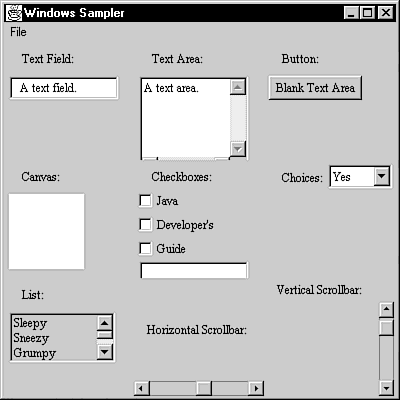 Windows Sampler
File
Text Field: Text Area: Button:
A text field. A text area. Blank Text Area
Canvas: Checkboxes: Choices: Yes
Java
Developer's
Guide
List: Vertical Scrollbar:
Sleepy
Sneezy
Grumpy
Horizontal Scrollbar: